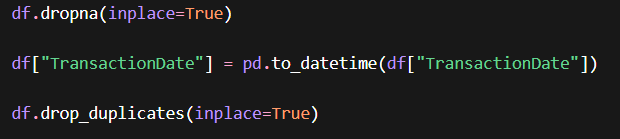 df.dropna(inplace=True)
df["TransactionDate"] = pd.to_datetime(df["TransactionDate"])
df.drop_duplicates(inplace=True)